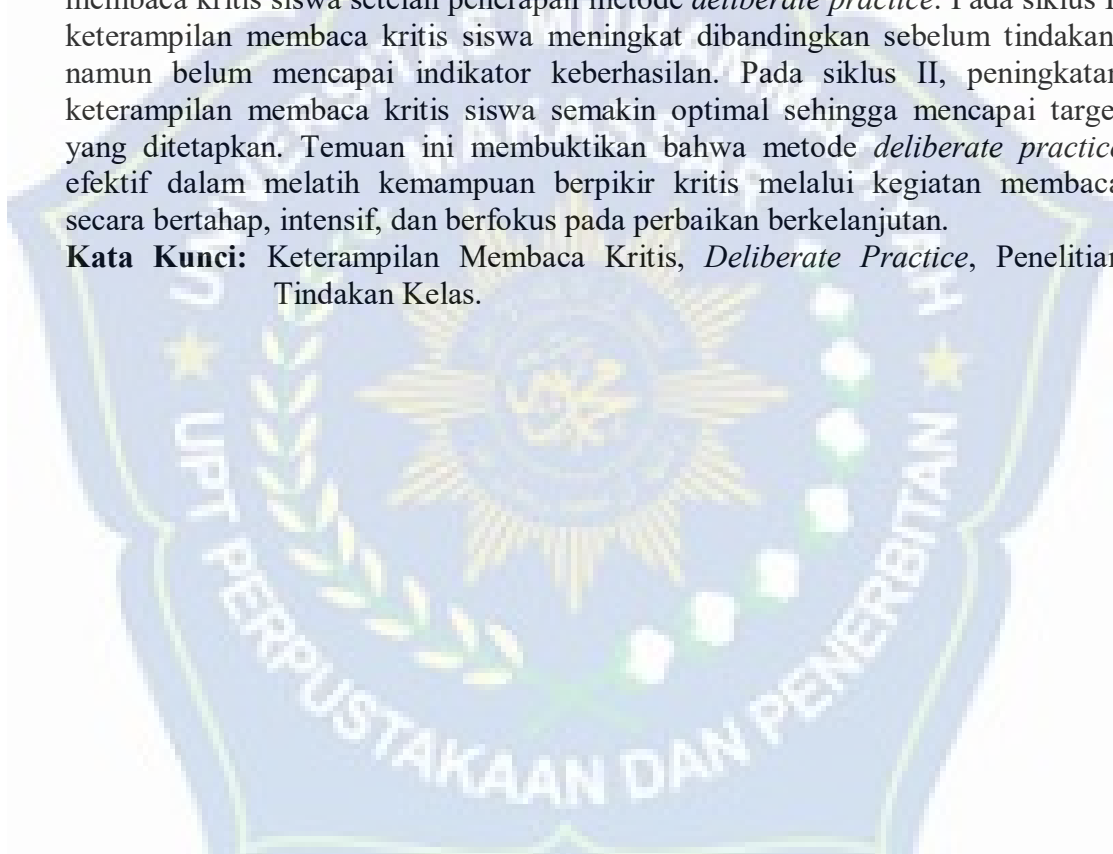 membaca kritis siswa setelah penerapan metode deliberate practice. Pada siklus I
keterampilan membaca kritis siswa meningkat dibandingkan sebelum tindakan
namun belum mencapai indikator keberhasilan. Pada siklus II, peningkatan
keterampilan membaca kritis siswa semakin optimal sehingga mencapai targe
yang ditetapkan. Temuan ini membuktikan bahwa metode deliberate practice
efektif dalam melatih kemampuan berpikir kritis melalui kegiatan membaca
secara bertahap, intensif, dan berfokus pada perbaikan berkelanjutan.
Kata Kunci: Keterampilan Membaca Kritis, Deliberate Practice, Penelitian
Tindakan Kelas.
UPT PERPUSTAKAAN DAN PENERBITAN